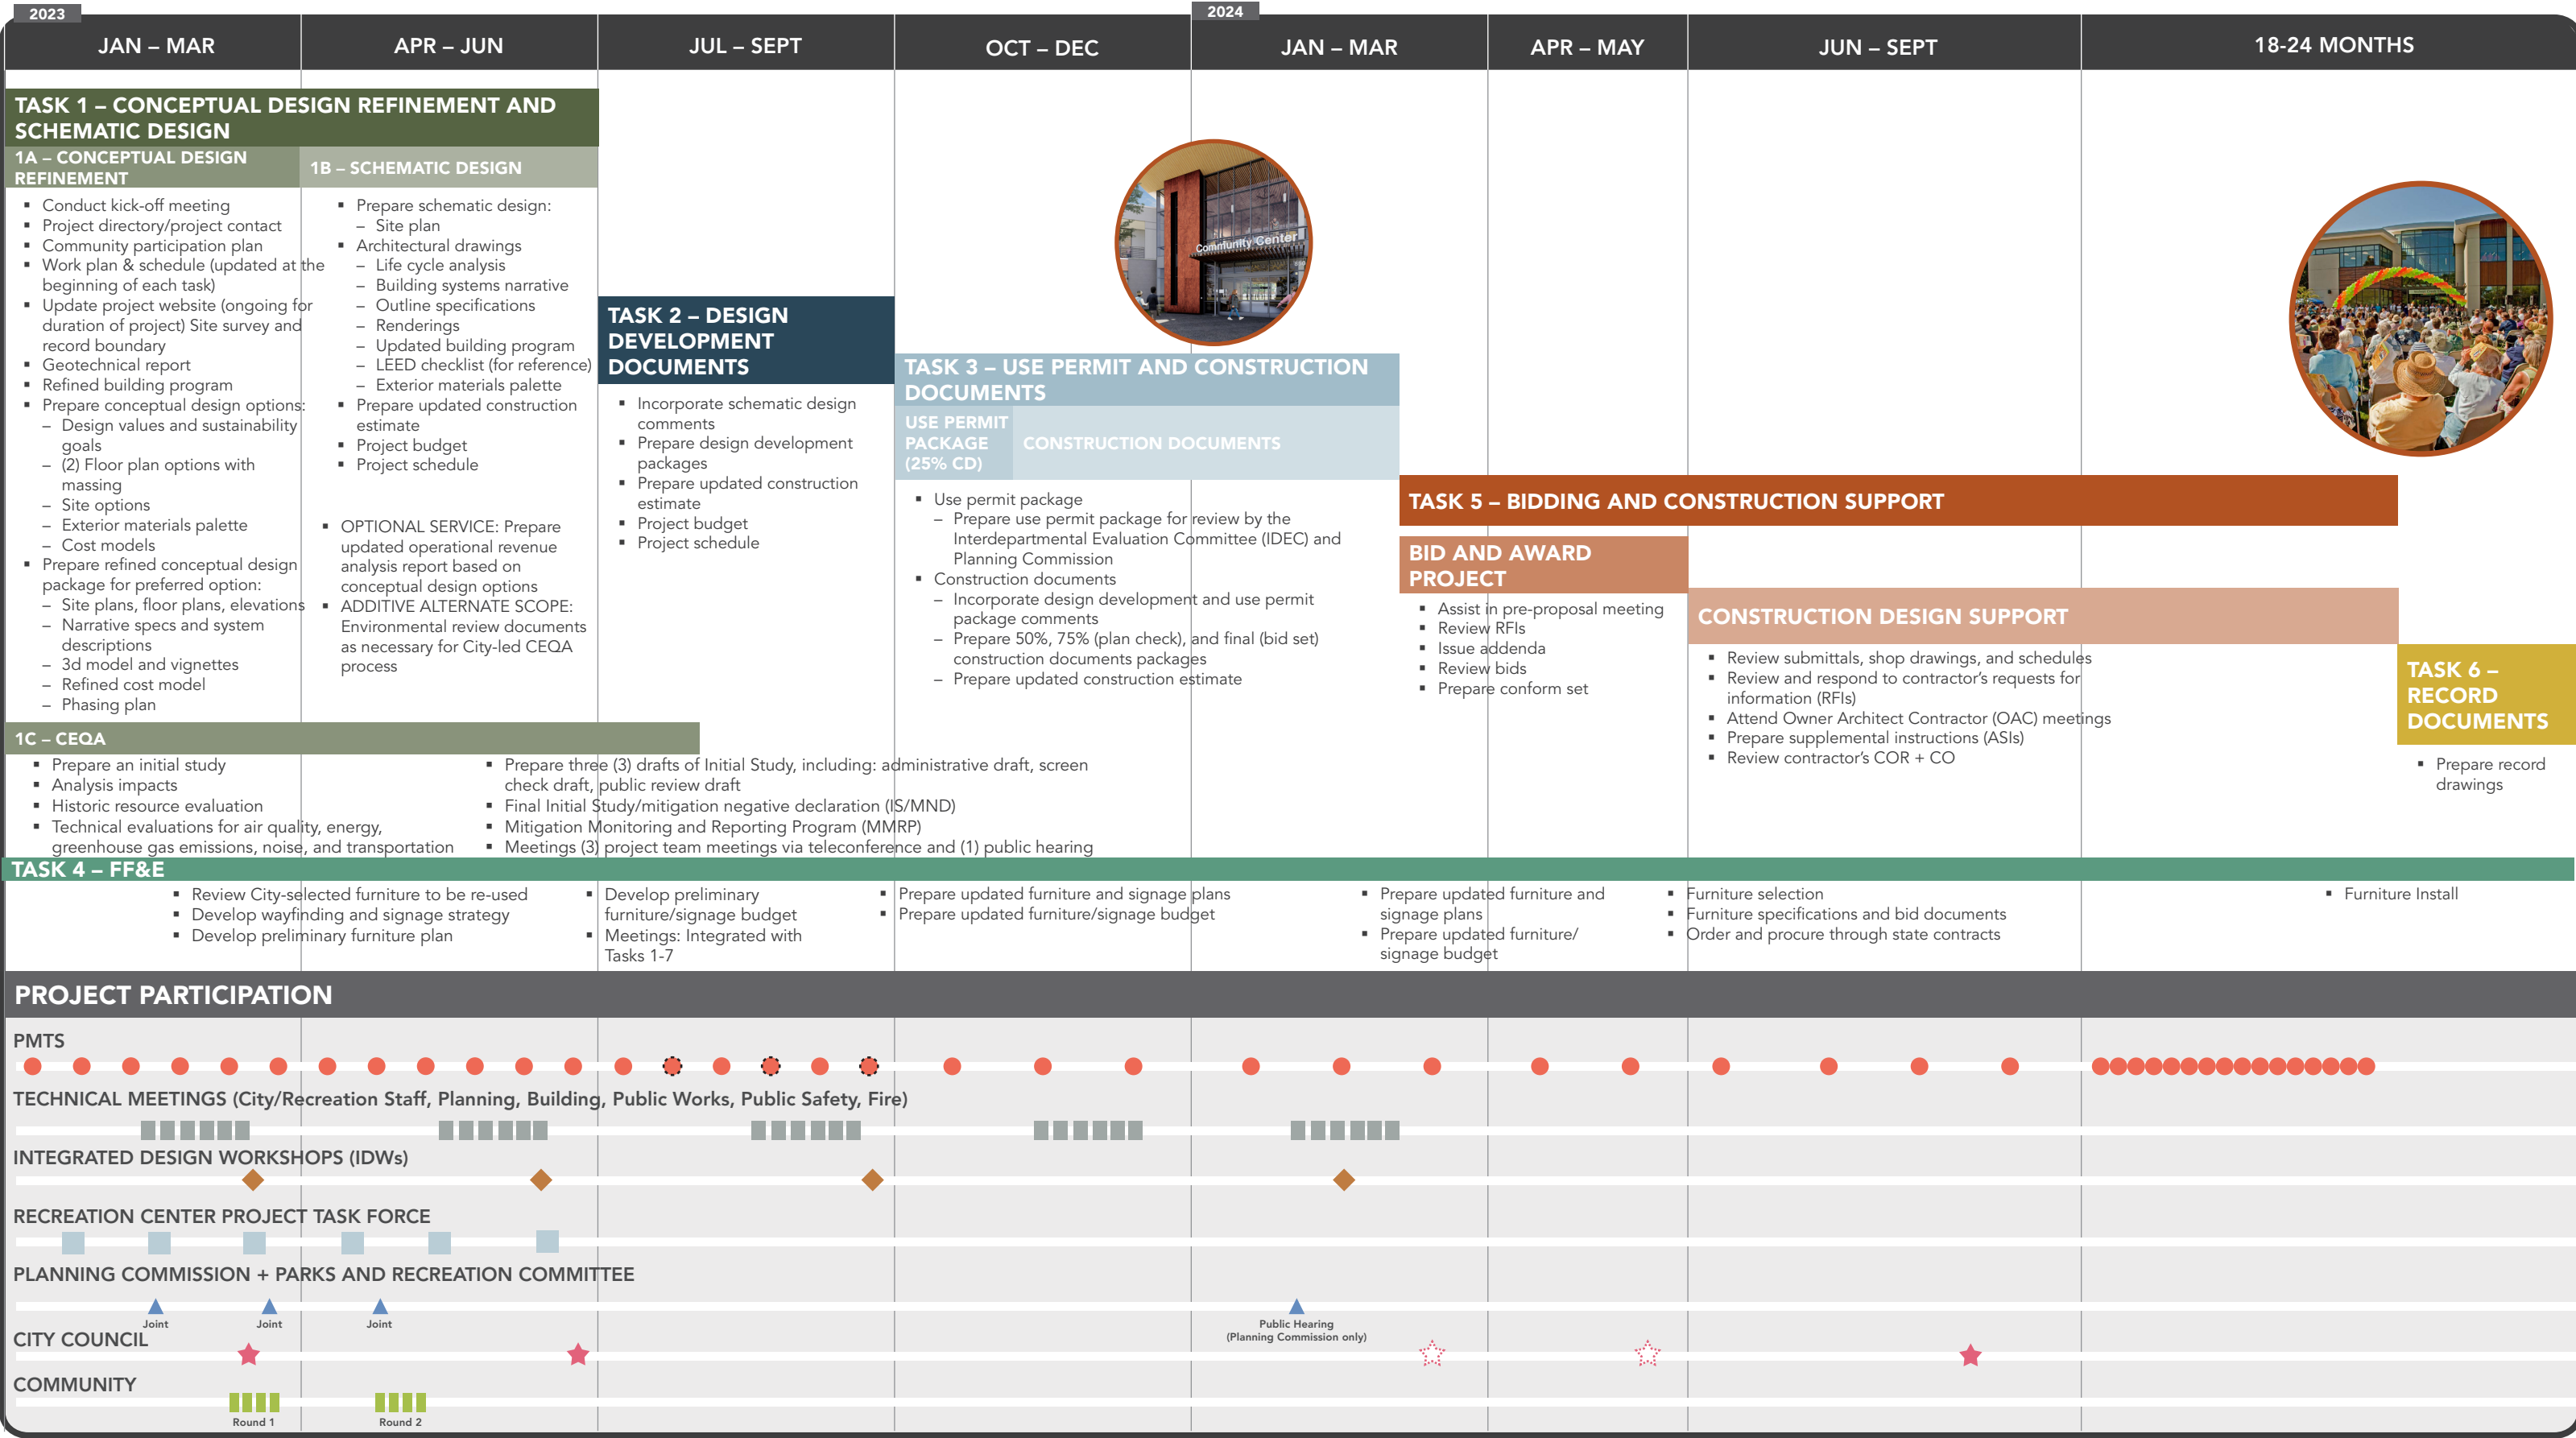 2023
2024
JAN – MAR
APR – JUN
JUL – SEPT
OCT – DEC
JAN – MAR
APR – MAY
JUN – SEPT
18-24 MONTHS
TASK 1 – CONCEPTUAL DESIGN REFINEMENT AND
SCHEMATIC DESIGN
1A – CONCEPTUAL DESIGN
REFINEMENT
▪ Conduct kick-off meeting
▪ Project directory/project contact
▪ Community participation plan
▪ Work plan & schedule (updated at the
beginning of each task)
▪ Update project website (ongoing for
duration of project) Site survey and
record boundary
▪ Geotechnical report
▪ Refined building program
▪ Prepare conceptual design options:
– Design values and sustainability
goals
– (2) Floor plan options with
massing
– Site options
– Exterior materials palette
– Cost models
▪ Prepare refined conceptual design
package for preferred option:
– Site plans, floor plans, elevations
– Narrative specs and system
descriptions
– 3d model and vignettes
– Refined cost model
– Phasing plan
1B – SCHEMATIC DESIGN
▪ Prepare schematic design:
– Site plan
▪ Architectural drawings
– Life cycle analysis
– Building systems narrative
– Outline specifications
– Renderings
– Updated building program
– LEED checklist (for reference)
– Exterior materials palette
▪ Prepare updated construction
estimate
▪ Project budget
▪ Project schedule
▪ OPTIONAL SERVICE: Prepare
updated operational revenue
analysis report based on
conceptual design options
▪ ADDITIVE ALTERNATE SCOPE:
Environmental review documents
as necessary for City-led CEQA
process
TASK 2 – DESIGN
DEVELOPMENT
DOCUMENTS
▪ Incorporate schematic design
comments
▪ Prepare design development
packages
▪ Prepare updated construction
estimate
▪ Project budget
▪ Project schedule
Community Center
TASK 3 – USE PERMIT AND CONSTRUCTION
DOCUMENTS
USE PERMIT
PACKAGE
(25% CD)
CONSTRUCTION DOCUMENTS
▪ Use permit package
– Prepare use permit package for review by the
Interdepartmental Evaluation Committee (IDEC) and
Planning Commission
▪ Construction documents
– Incorporate design development and use permit
package comments
– Prepare 50%, 75% (plan check), and final (bid set)
construction documents packages
– Prepare updated construction estimate
TASK 5 – BIDDING AND CONSTRUCTION SUPPORT
BID AND AWARD
PROJECT
▪ Assist in pre-proposal meeting
▪ Review RFIs
▪ Issue addenda
▪ Review bids
▪ Prepare conform set
CONSTRUCTION DESIGN SUPPORT
▪ Review submittals, shop drawings, and schedules
▪ Review and respond to contractor’s requests for
information (RFIs)
▪ Attend Owner Architect Contractor (OAC) meetings
▪ Prepare supplemental instructions (ASIs)
▪ Review contractor’s COR + CO
TASK 6 –
RECORD
DOCUMENTS
▪ Prepare record
drawings
1C – CEQA
▪ Prepare an initial study
▪ Analysis impacts
▪ Historic resource evaluation
▪ Technical evaluations for air quality, energy,
greenhouse gas emissions, noise, and transportation
▪ Prepare three (3) drafts of Initial Study, including: administrative draft, screen
check draft, public review draft
▪ Final Initial Study/mitigation negative declaration (IS/MND)
▪ Mitigation Monitoring and Reporting Program (MMRP)
▪ Meetings (3) project team meetings via teleconference and (1) public hearing
TASK 4 – FF&E
▪ Review City-selected furniture to be re-used
▪ Develop wayfinding and signage strategy
▪ Develop preliminary furniture plan
▪ Develop preliminary
furniture/signage budget
▪ Meetings: Integrated with
Tasks 1-7
▪ Prepare updated furniture and signage plans
▪ Prepare updated furniture/signage budget
▪ Prepare updated furniture and
signage plans
▪ Prepare updated furniture/
signage budget
▪ Furniture selection
▪ Furniture specifications and bid documents
▪ Order and procure through state contracts
▪ Furniture Install
PROJECT PARTICIPATION
PMTS
TECHNICAL MEETINGS (City/Recreation Staff, Planning, Building, Public Works, Public Safety, Fire)
INTEGRATED DESIGN WORKSHOPS (IDWs)
RECREATION CENTER PROJECT TASK FORCE
PLANNING COMMISSION + PARKS AND RECREATION COMMITTEE
Joint
Joint
Joint
Public Hearing
(Planning Commission only)
CITY COUNCIL
COMMUNITY
Round 1
Round 2